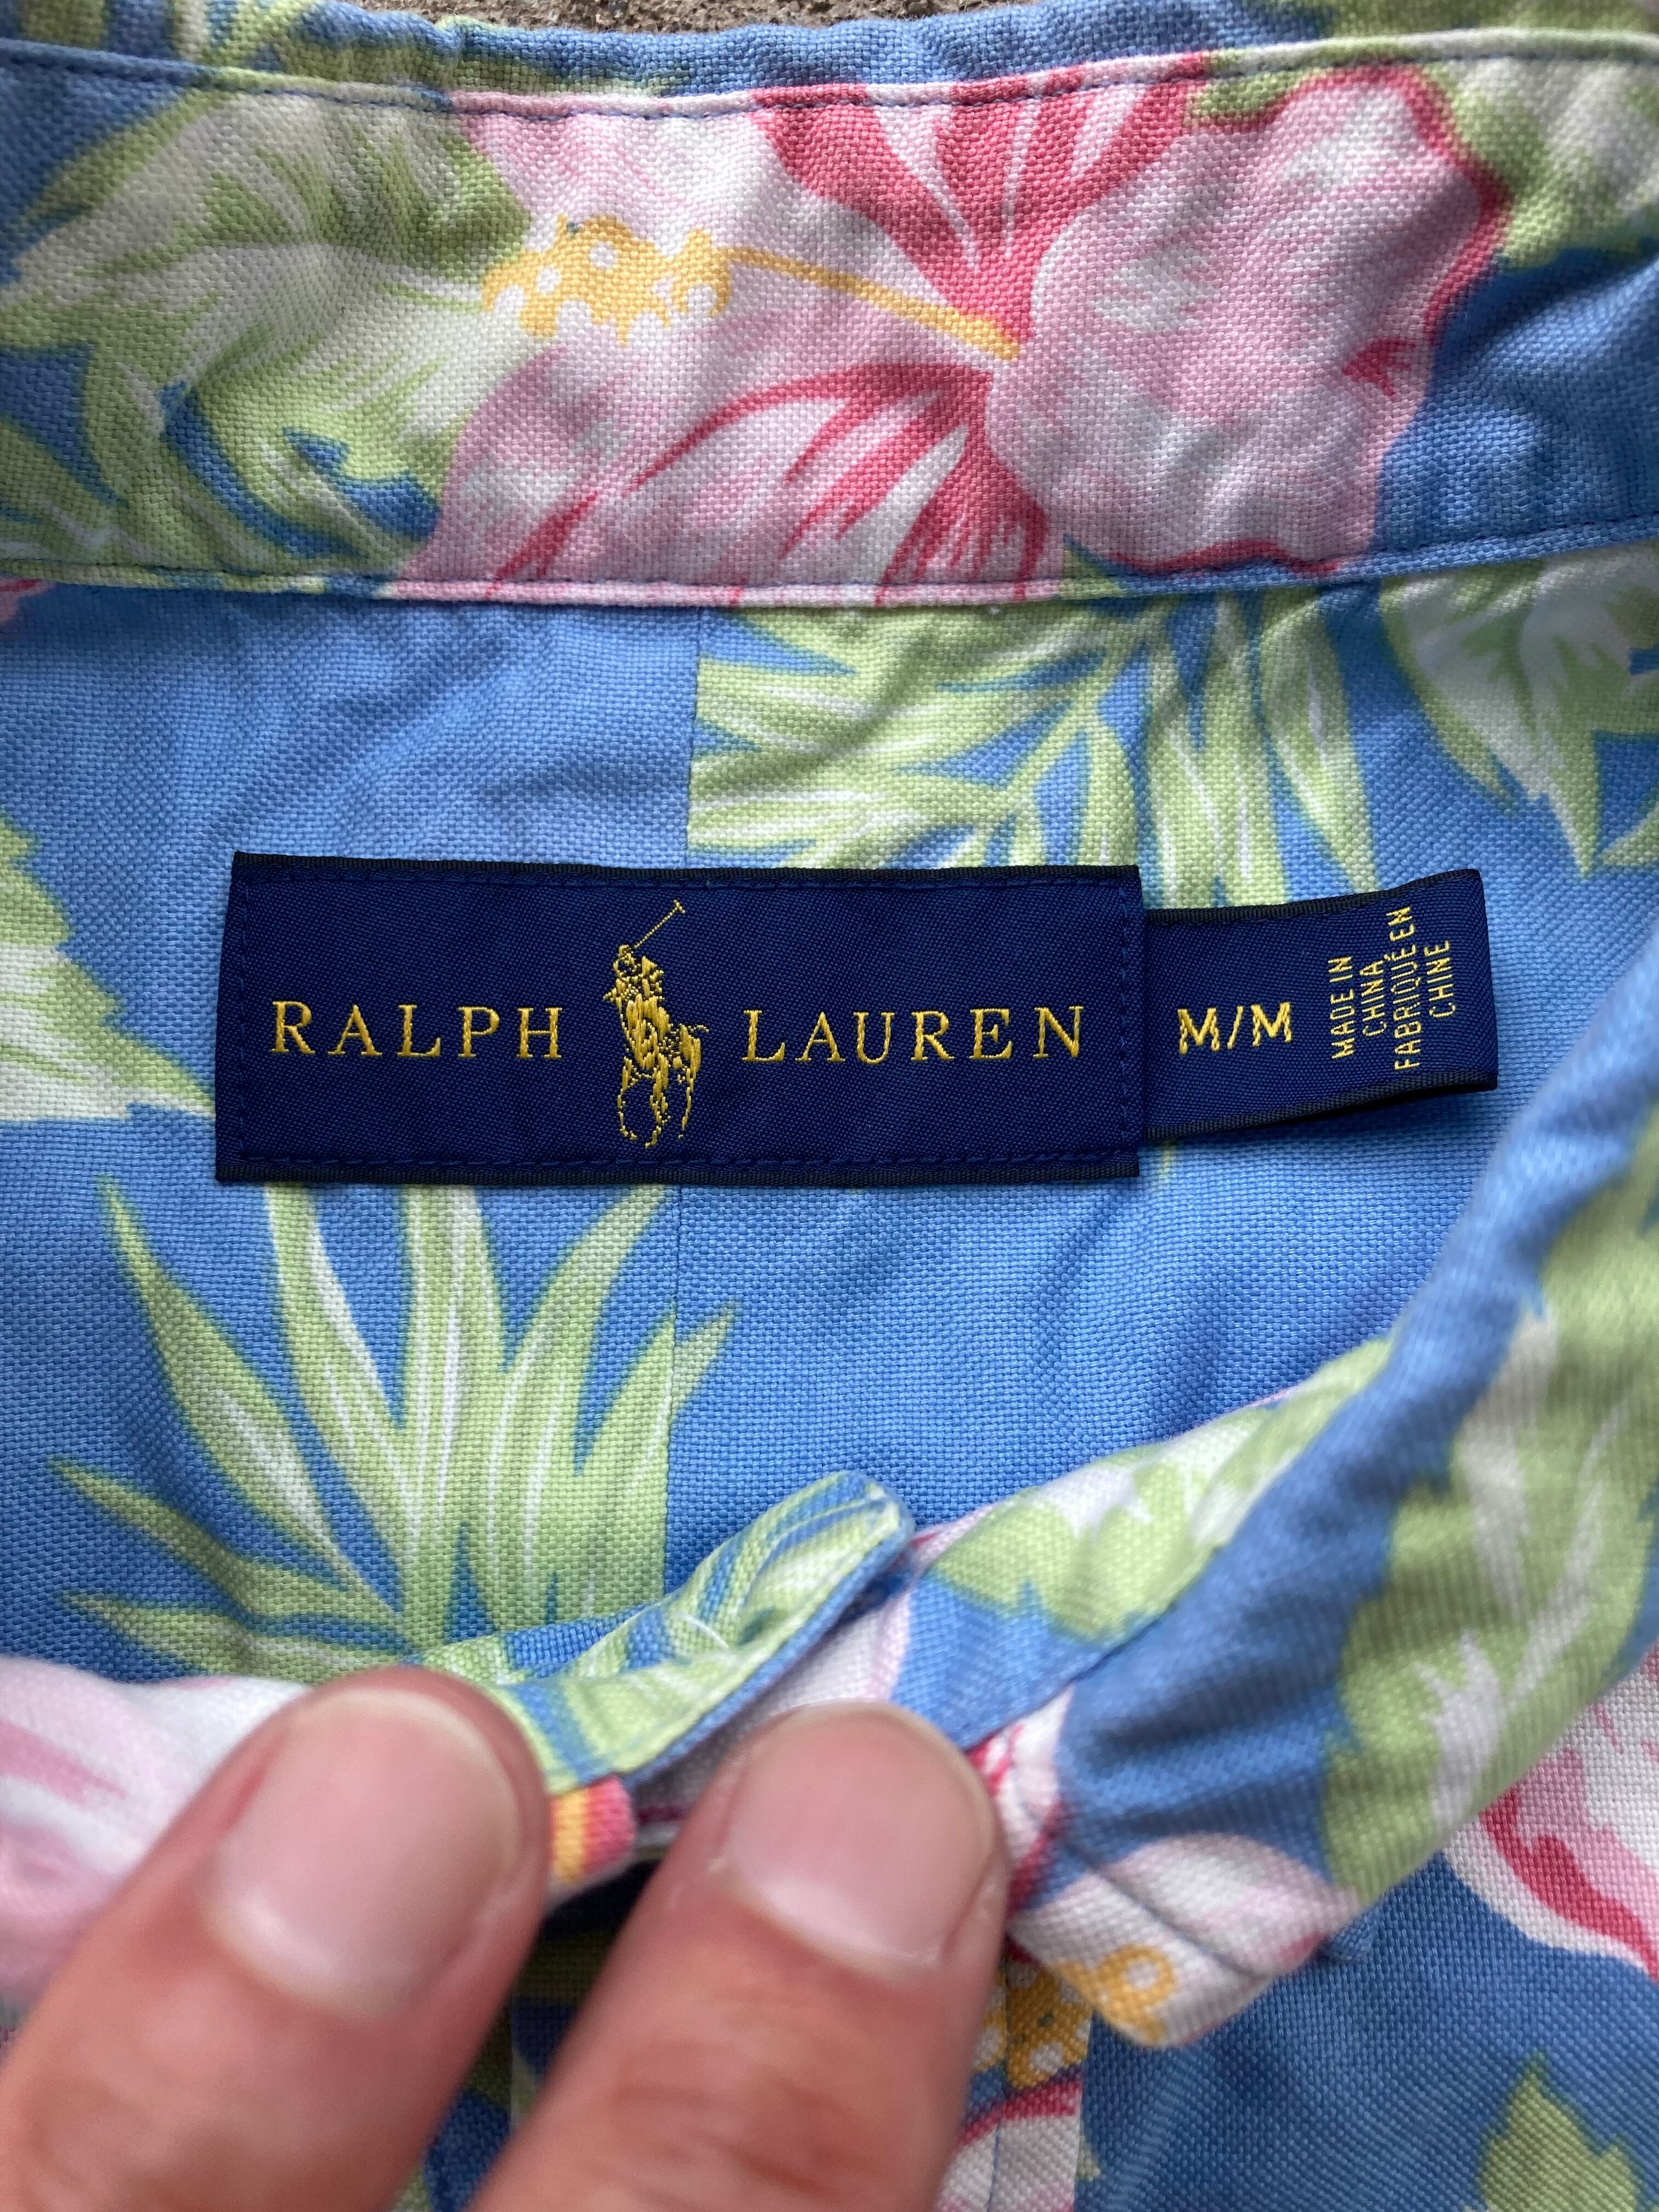 RALPH LAUREN
M/M
MADE IN
CHINA
FABRIQUÉ EN
CHINE